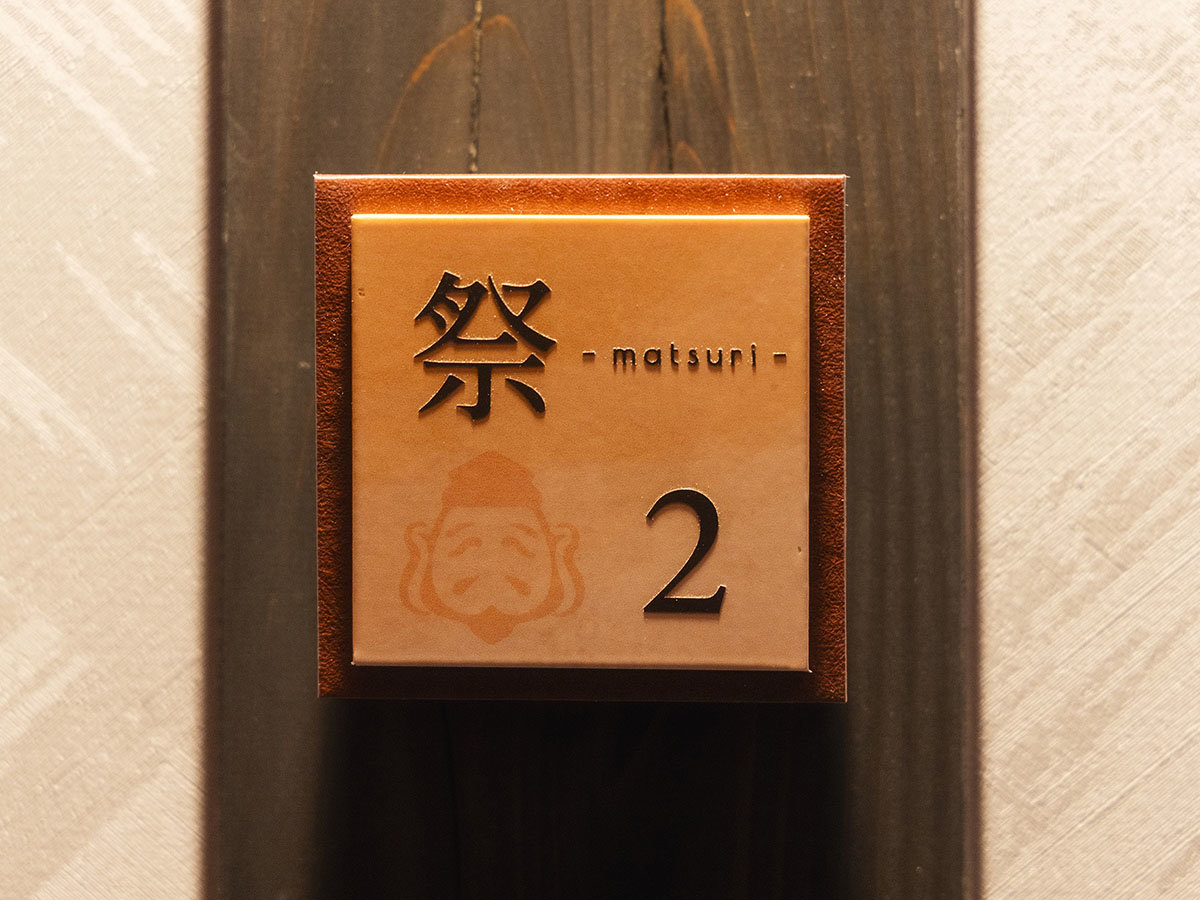 祭 - matsuri -
2